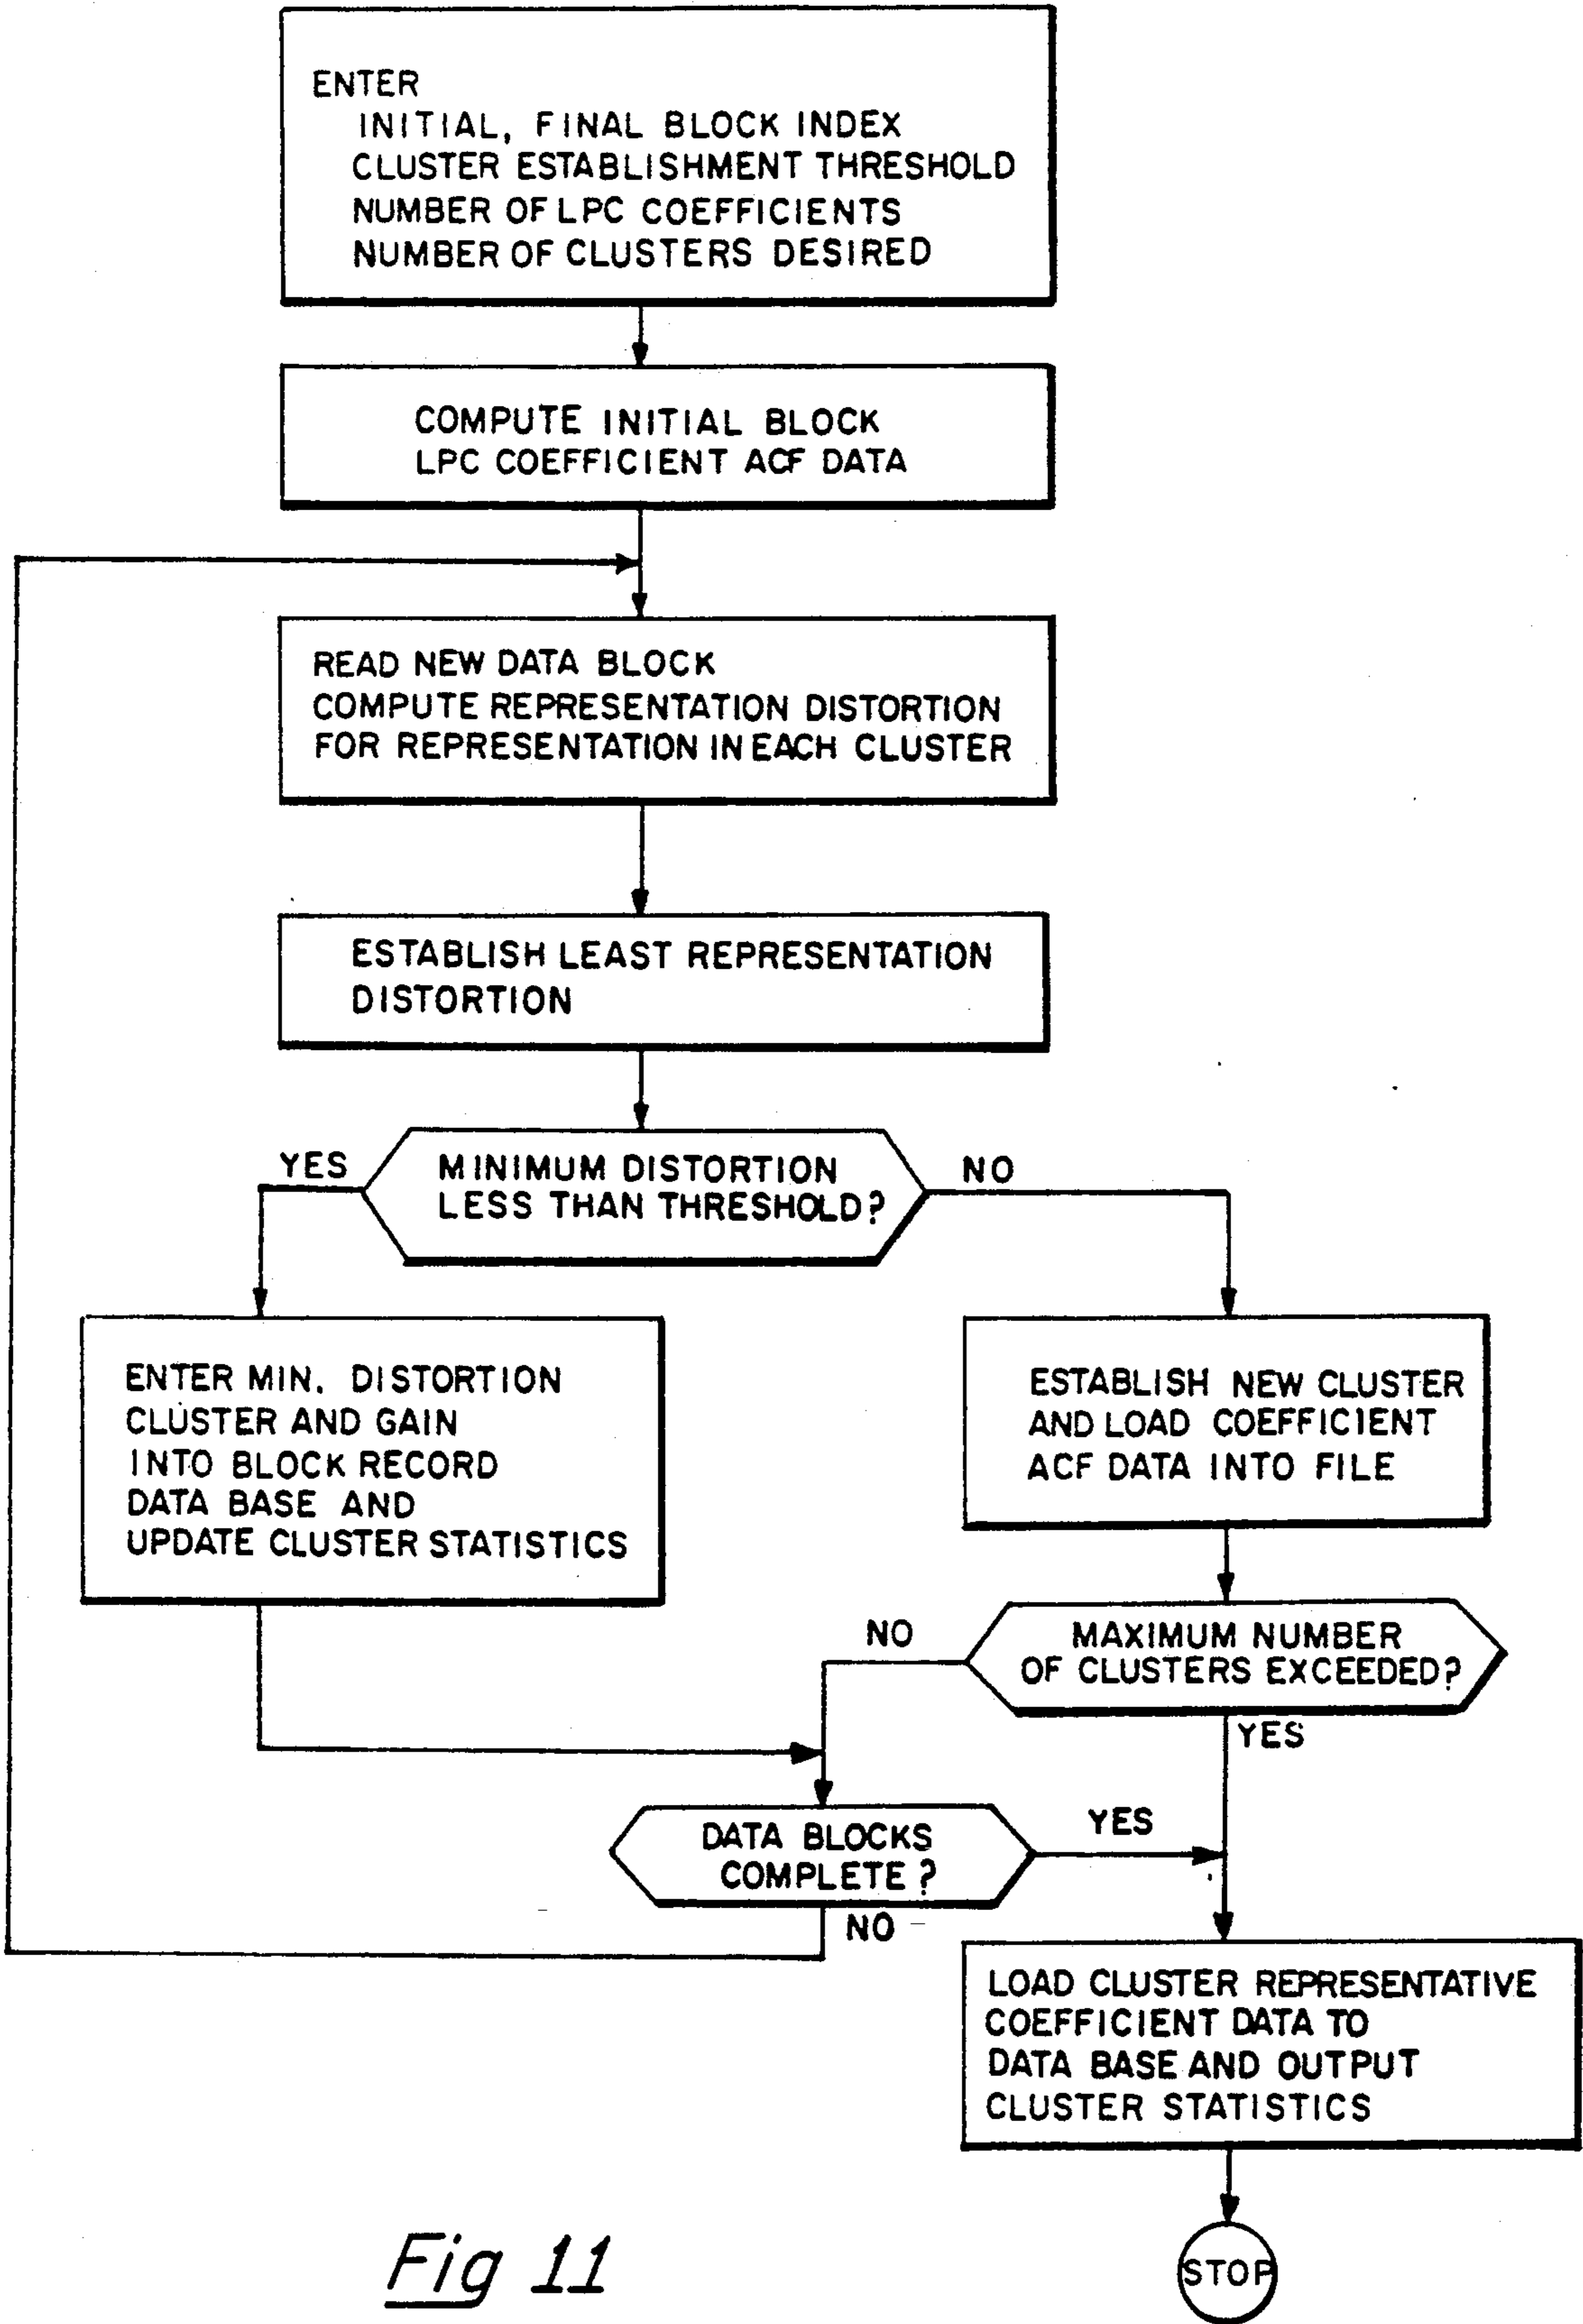 ENTER
INITIAL, FINAL BLOCK INDEX
CLUSTER ESTABLISHMENT THRESHOLD
NUMBER OF LPC COEFFICIENTS
NUMBER OF CLUSTERS DESIRED
COMPUTE INITIAL BLOCK
LPC COEFFICIENT ACF DATA
READ NEW DATA BLOCK
COMPUTE REPRESENTATION DISTORTION
FOR REPRESENTATION IN EACH CLUSTER
ESTABLISH LEAST REPRESENTATION
DISTORTION
YES
MINIMUM DISTORTION
LESS THAN THRESHOLD?
NO
ENTER MIN. DISTORTION
CLUSTER AND GAIN
INTO BLOCK RECORD
DATA BASE AND
UPDATE CLUSTER STATISTICS
ESTABLISH NEW CLUSTER
AND LOAD COEFFICIENT
ACF DATA INTO FILE
NO
MAXIMUM NUMBER
OF CLUSTERS EXCEEDED?
YES
DATA BLOCKS
COMPLETE?
YES
NO
LOAD CLUSTER REPRESENTATIVE
COEFFICIENT DATA TO
DATA BASE AND OUTPUT
CLUSTER STATISTICS
STOP
Fig 11